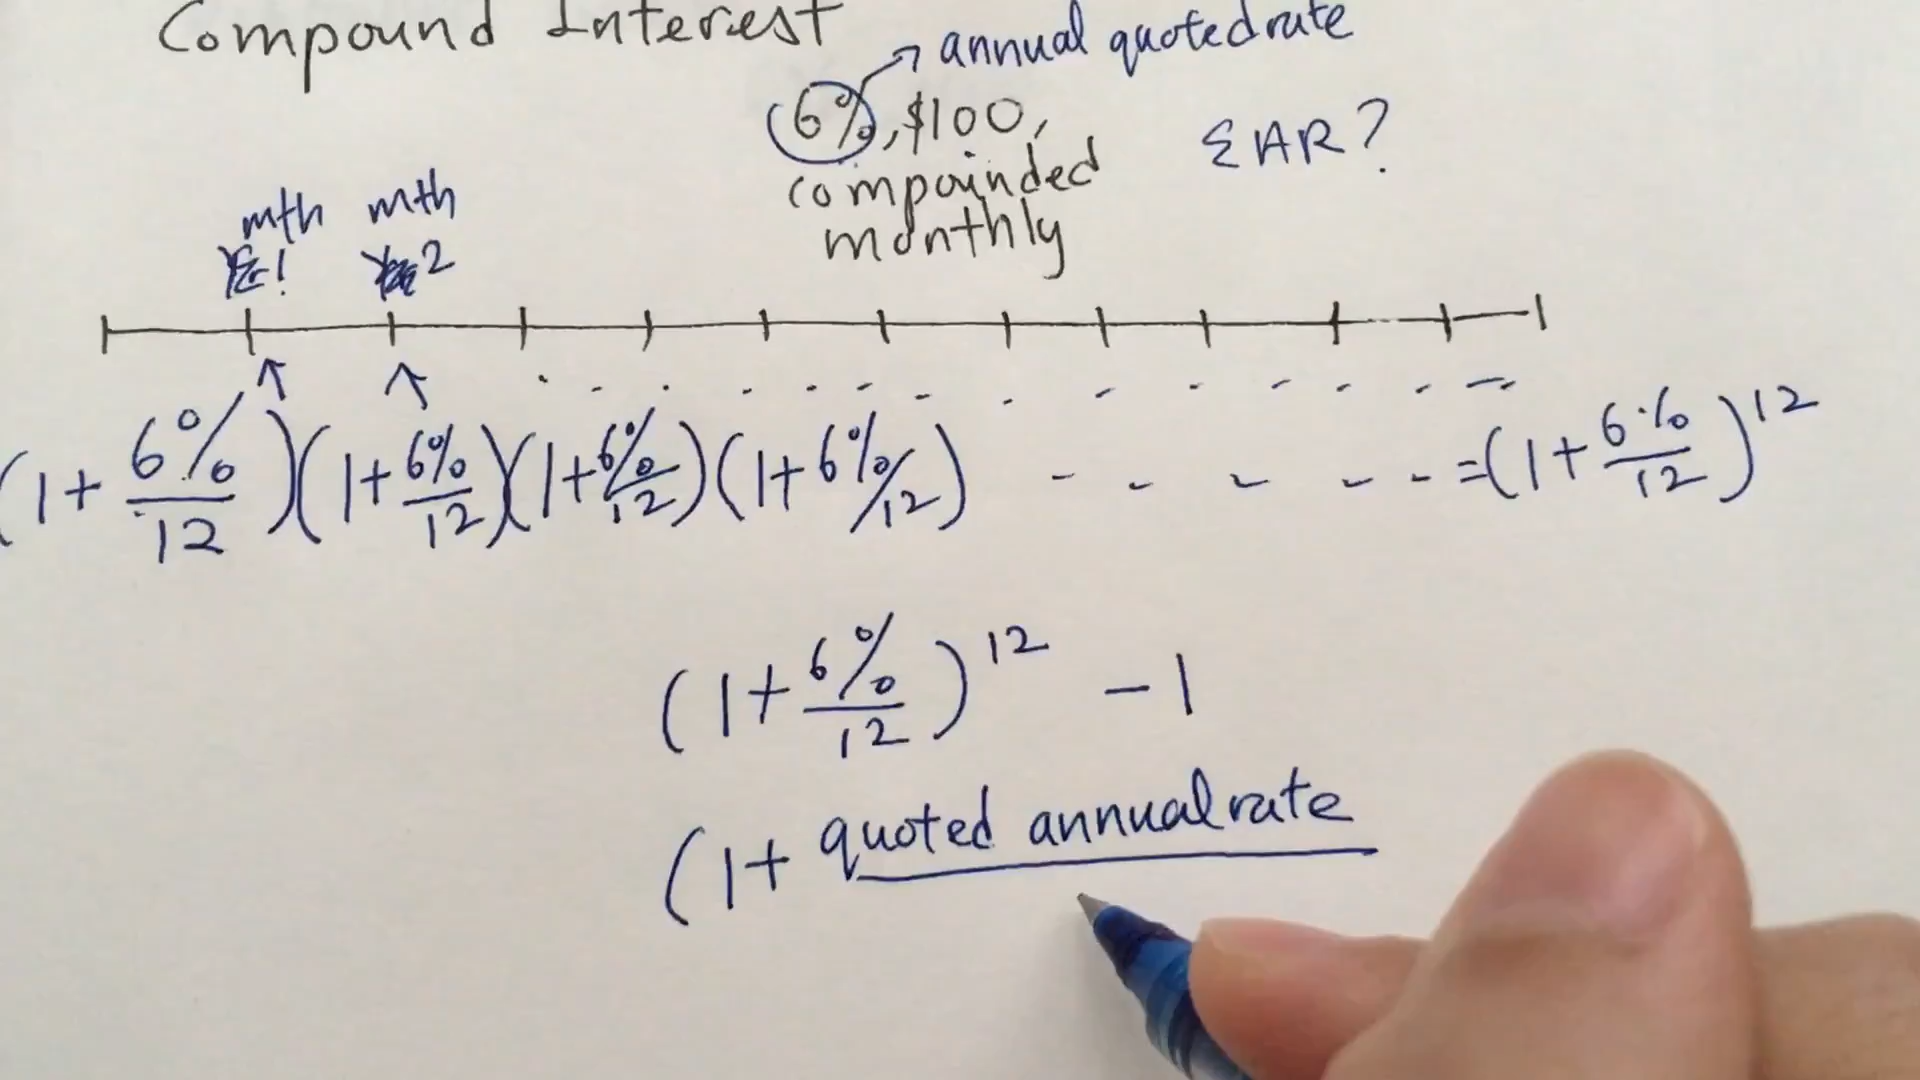 Compound Interest
annual quoted rate
6%, $100,
compounded
monthly
EAR?
mth mth
1 2
(1+ 6%/12)(1+ 6%/12)(1+ 6%/12)(1+ 6%/12) - - - - - =(1+ 6%/12)^12
(1+ 6%/12)^12 - 1
(1+ quoted annual rate